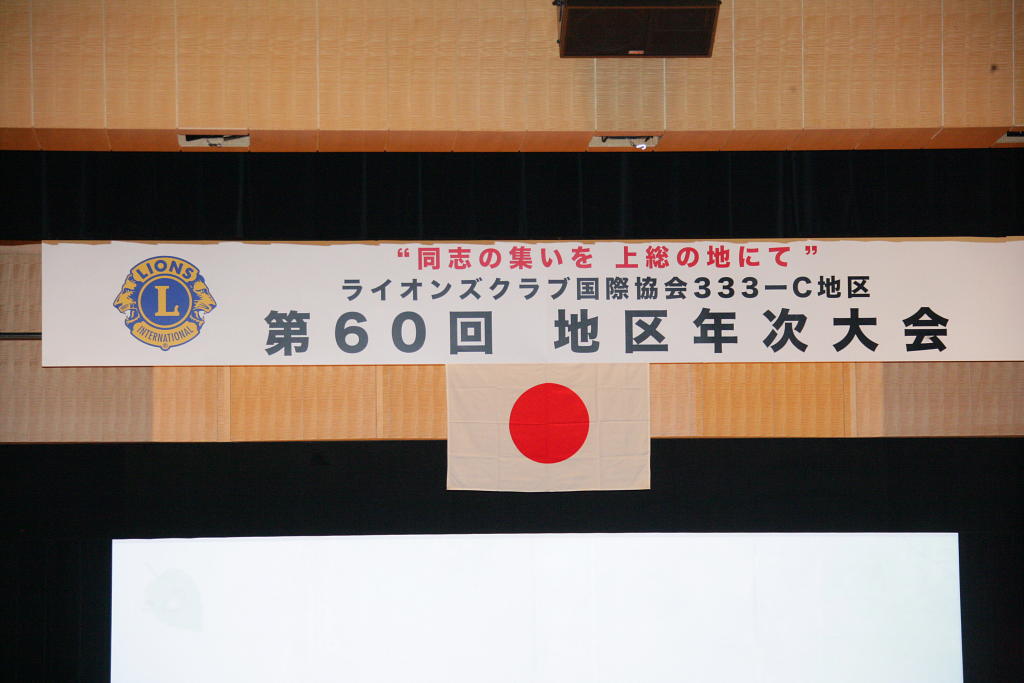 “同志の集いを 上総の地にて”
ライオンズクラブ国際協会333ーC地区
第60回 地区年次大会
LIONS
L
INTERNATIONAL
®